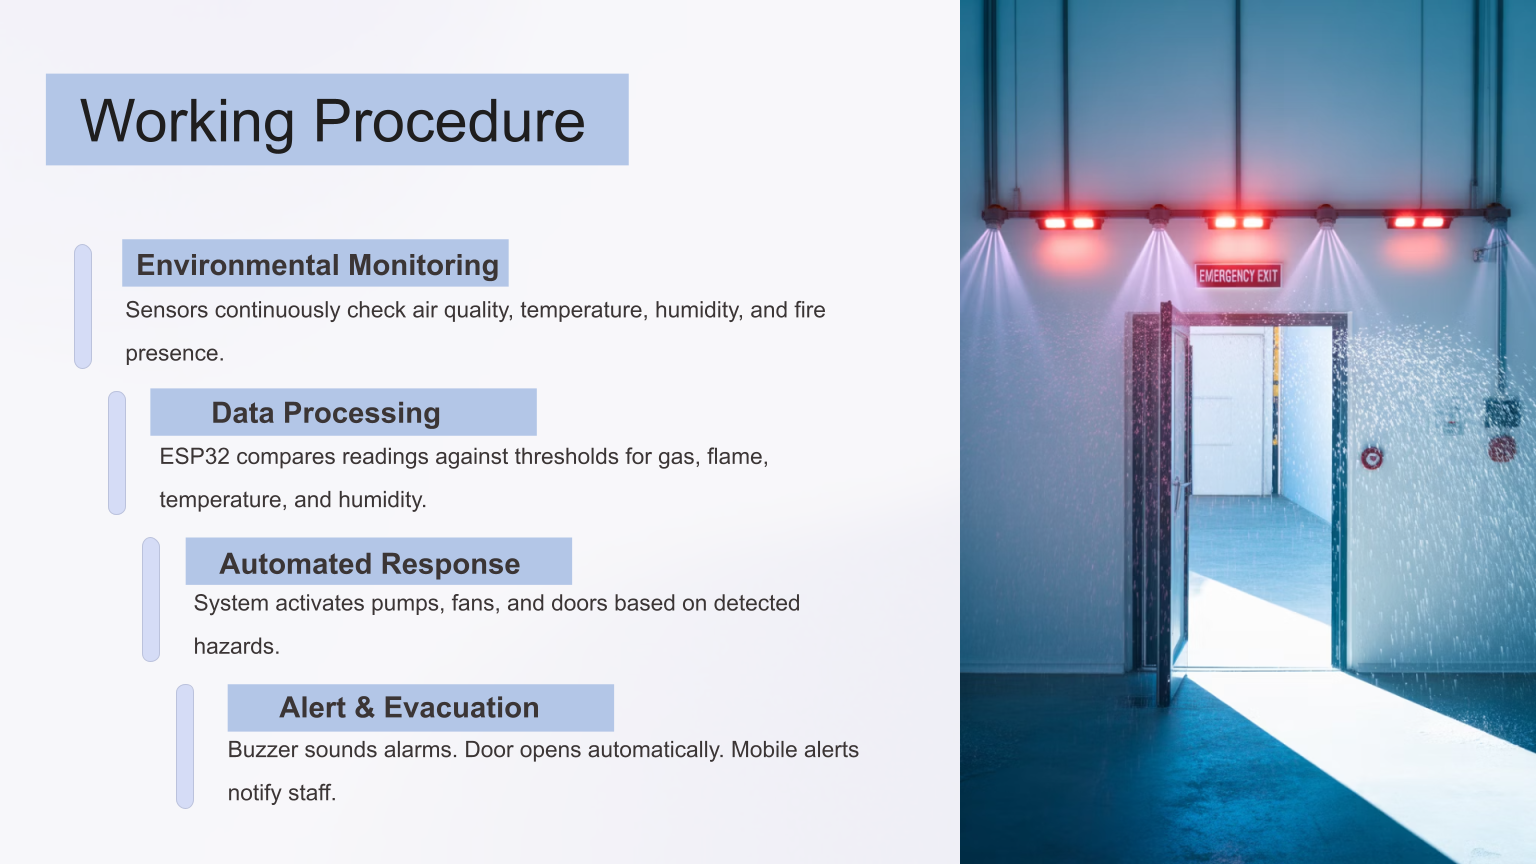 Working Procedure
Environmental Monitoring
Sensors continuously check air quality, temperature, humidity, and fire
presence.
Data Processing
ESP32 compares readings against thresholds for gas, flame,
temperature, and humidity.
Automated Response
System activates pumps, fans, and doors based on detected
hazards.
Alert & Evacuation
Buzzer sounds alarms. Door opens automatically. Mobile alerts
notify staff.
EMERGENCY EXIT